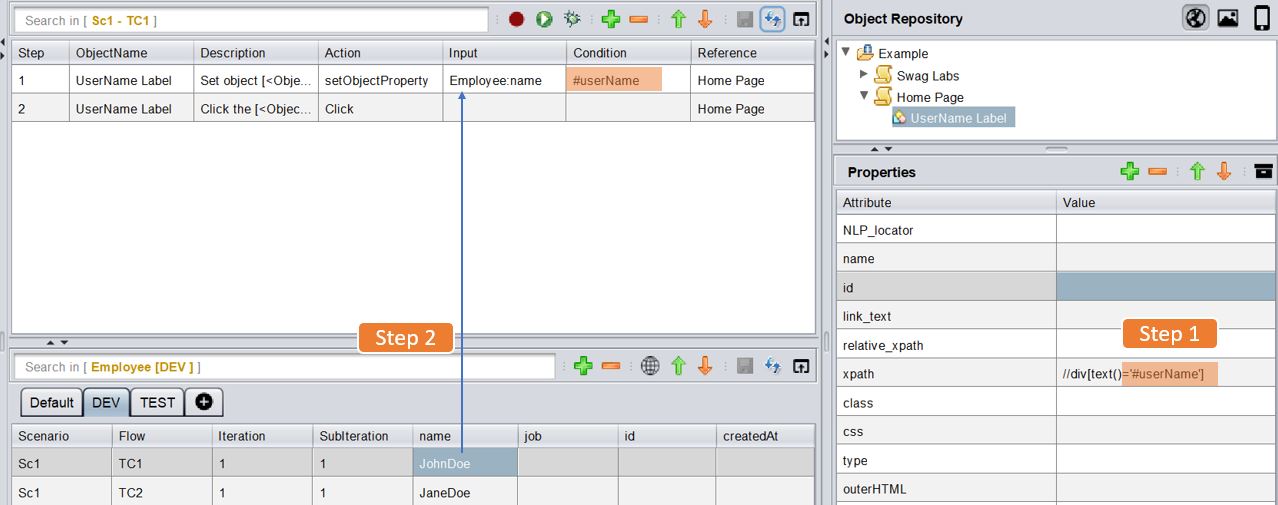 Search in [ Sc1 - TC1 ]
Step ObjectName Description Action Input Condition Reference
1 UserName Label Set object [<Obje... setObjectProperty Employee:name #userName Home Page
2 UserName Label Click the [<Objec... Click Home Page
Step 2
Search in [ Employee [DEV ] ]
Default DEV TEST
Scenario Flow Iteration SubIteration name job id createdAt
Sc1 TC1 1 1 JohnDoe
Sc1 TC2 1 1 JaneDoe
Object Repository
Example
Swag Labs
Home Page
UserName Label
Properties
Attribute Value
NLP_locator
name
id
link_text
Step 1
relative_xpath
xpath //div[text()='#userName']
class
css
type
outerHTML